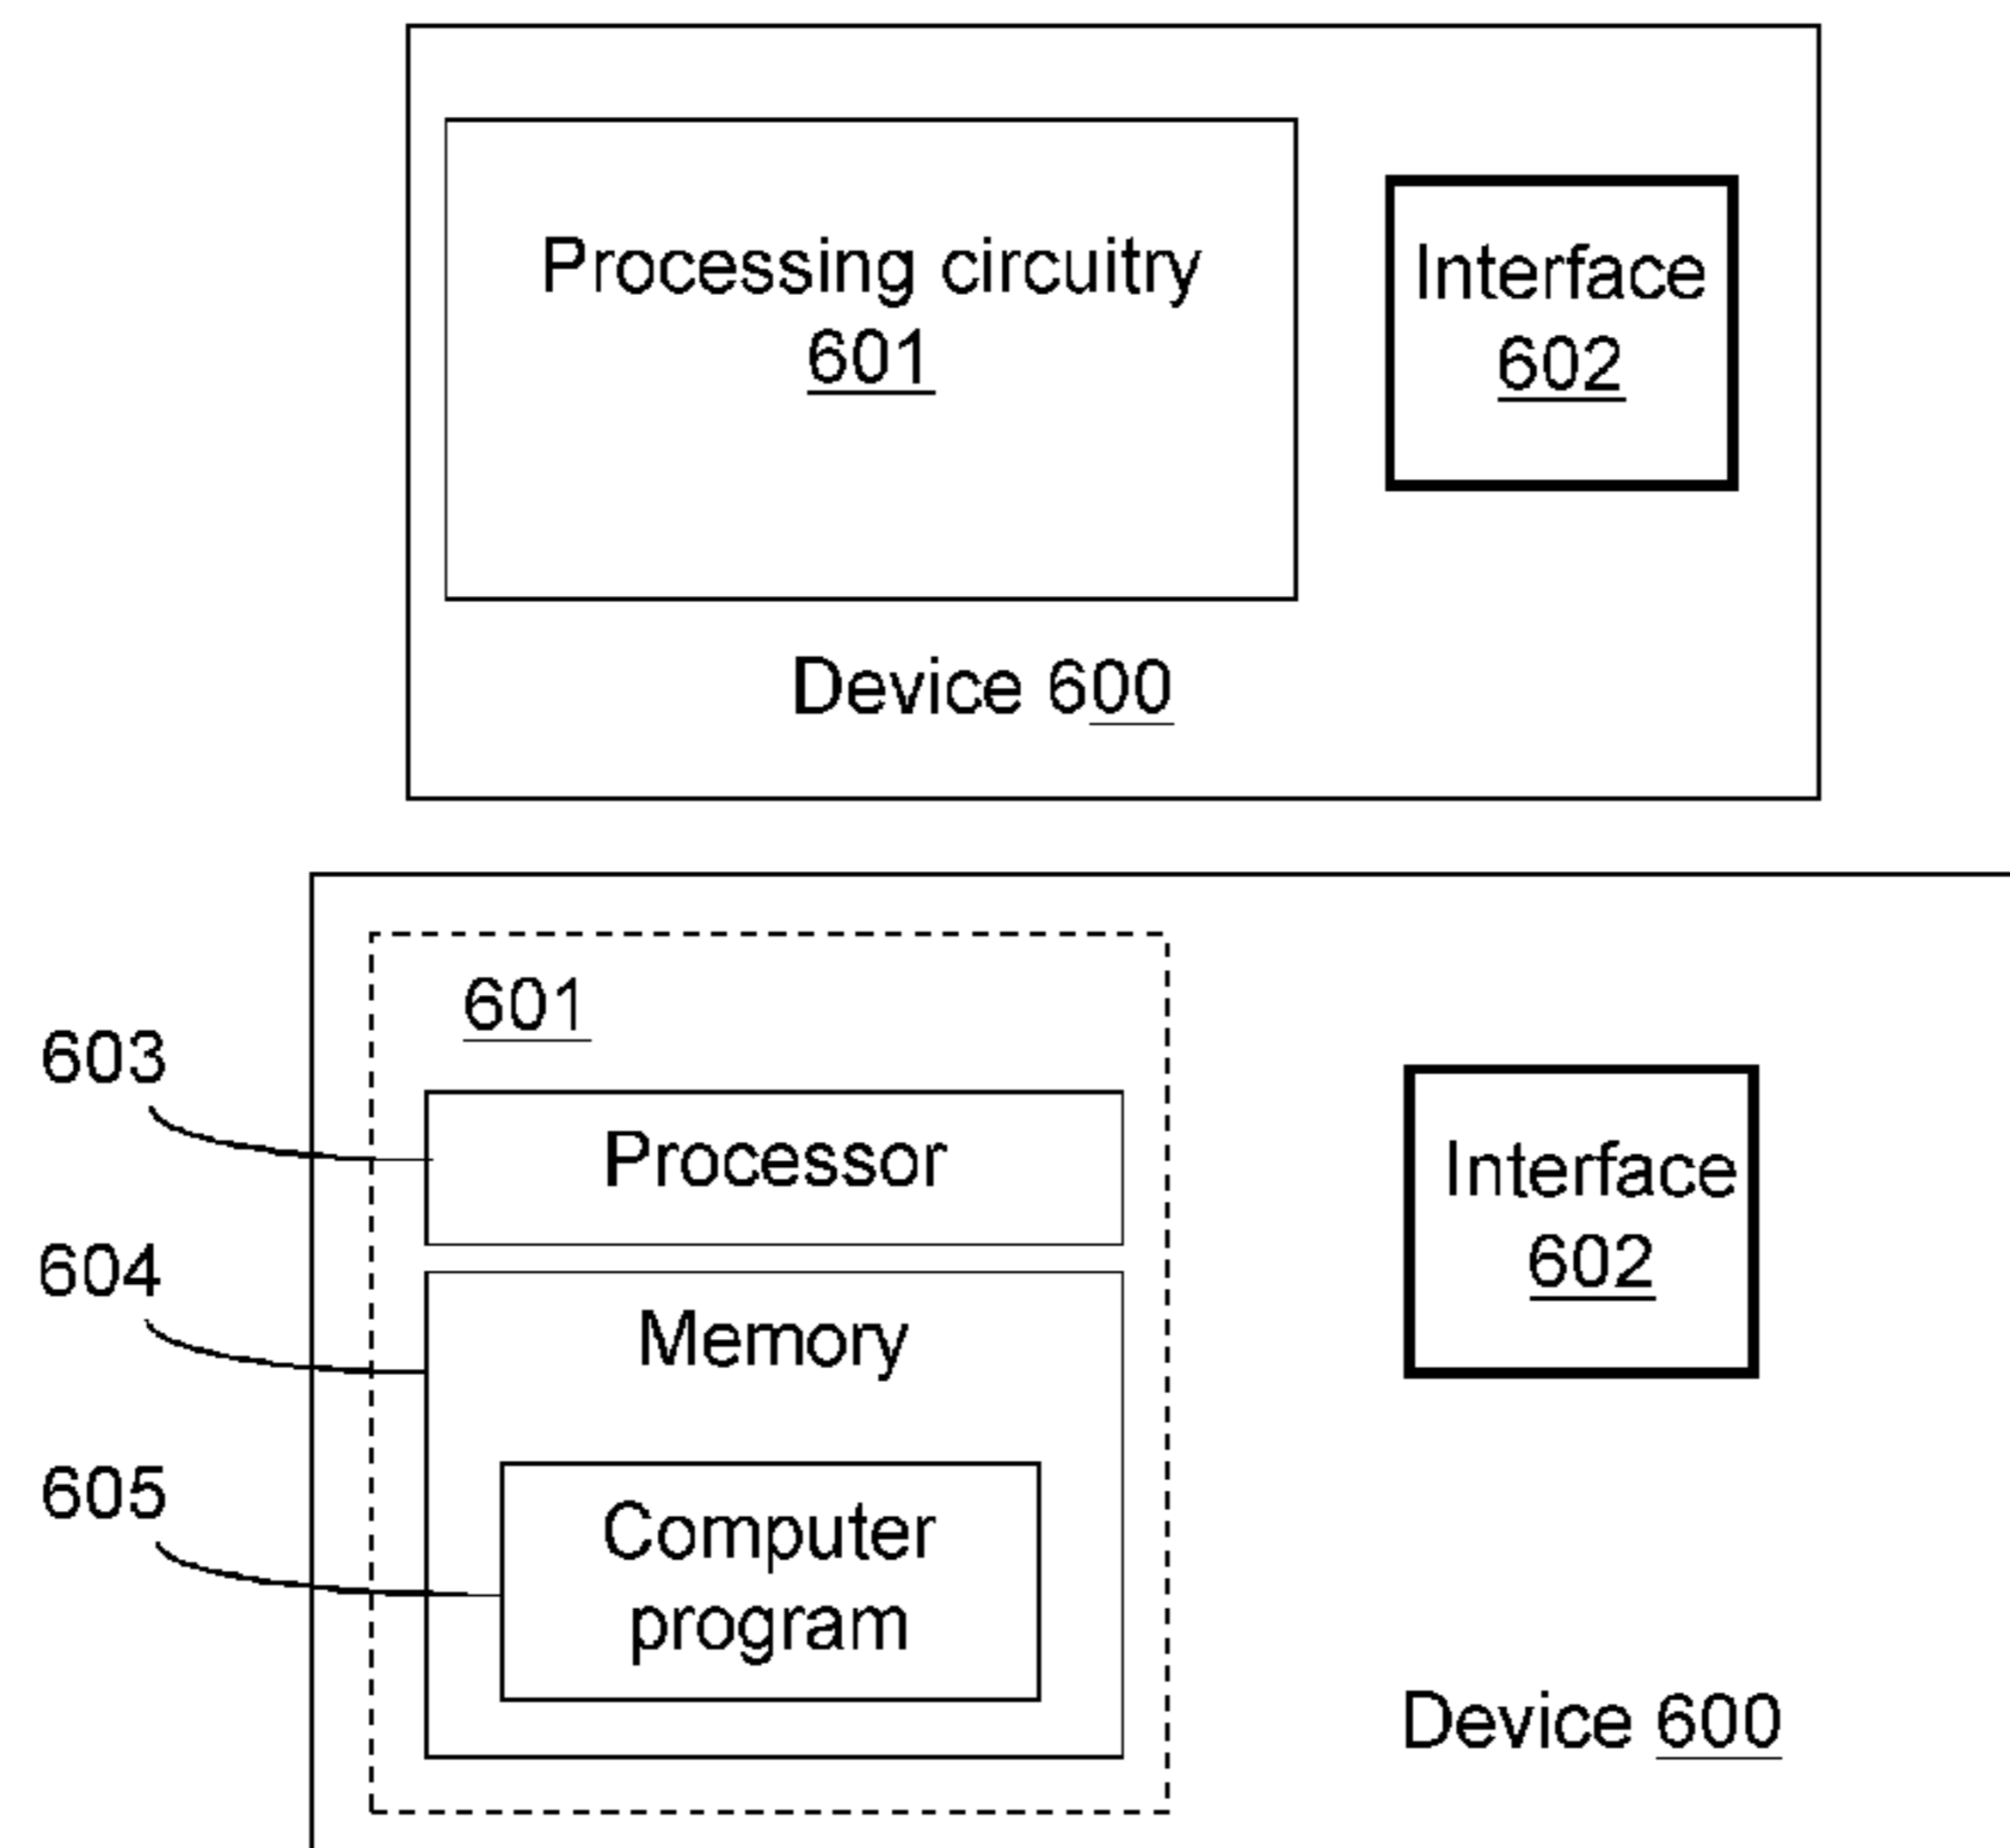 Processing circuitry
601
Interface
602
Device 600
601
603
Processor
604
Memory
605
Computer
program
Interface
602
Device 600